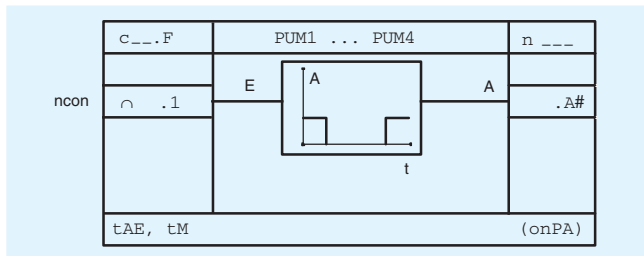 c__.F PUM1 ... PUM4 n ___
A
E A
ncon ∩ .1 .A#
t
tAE, tM (onPA)